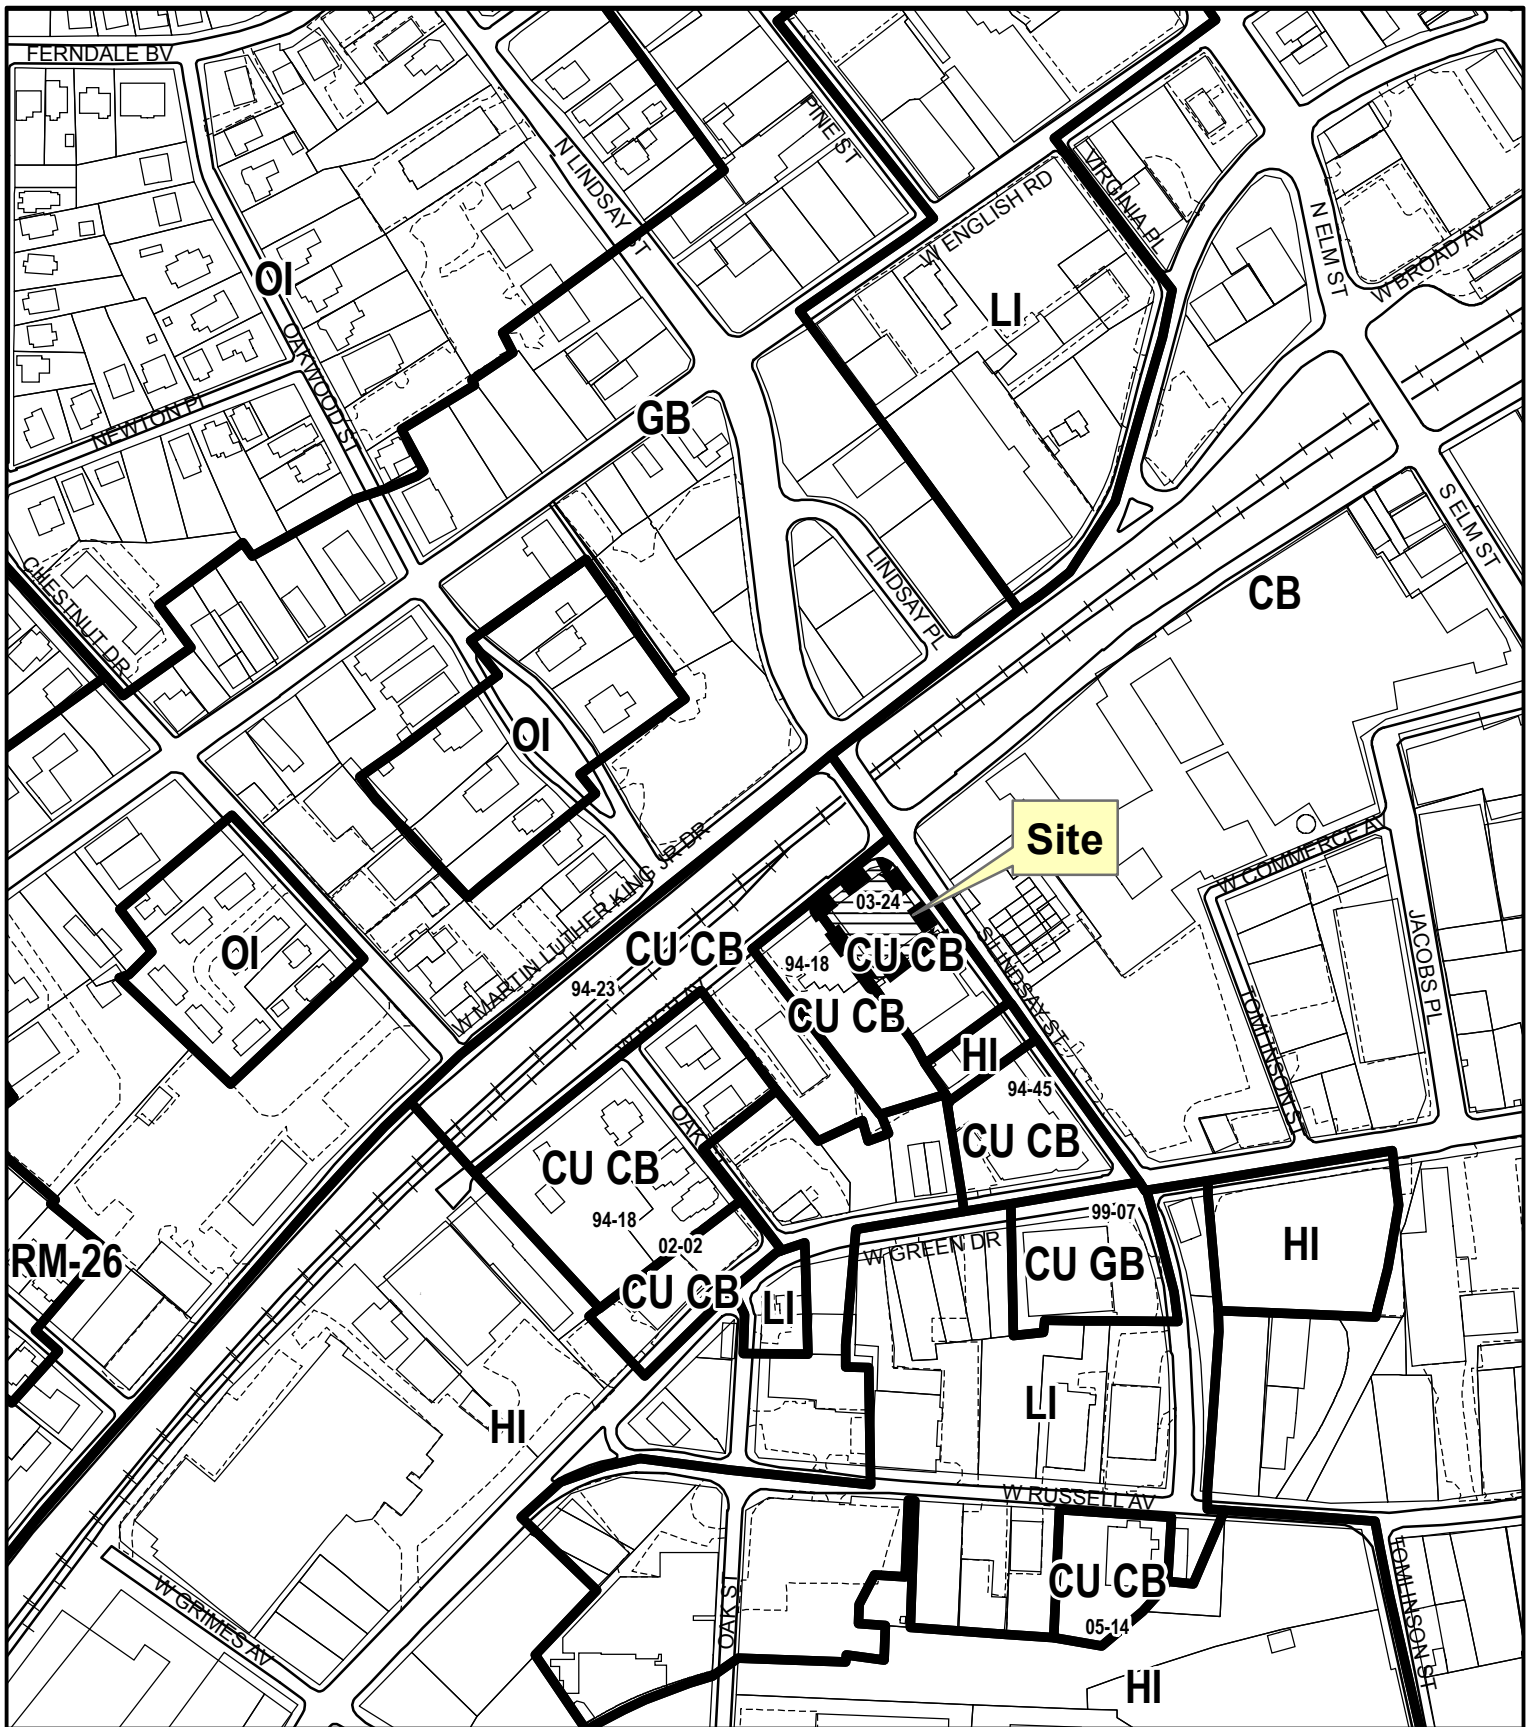 FERNDALE BV
PINE ST
N LINDSAY ST
W ENGLISH RD
VIRGINIA PL
N ELM ST
W BROAD AV
OI
LI
OAKWOOD ST
NEWTON PL
GB
S ELM ST
LINDSAY PL
CHESTNUT DR
CB
OI
Site
W COMMERCE AV
W MARTIN LUTHER KING JR DR
03-24
OI
CU CB
94-18
CU CB
S LINDSAY ST
JACOBS PL
94-23
CU CB
TOMLINSON ST
HI
94-45
OAK
CU CB
CU CB
94-18
99-07
02-02
W GREEN DR
HI
RM-26
CU GB
CU CB
LI
LI
HI
W RUSSELL AV
CU CB
TOMLINSON ST
W GRIMES AV
OAK ST
05-14
HI